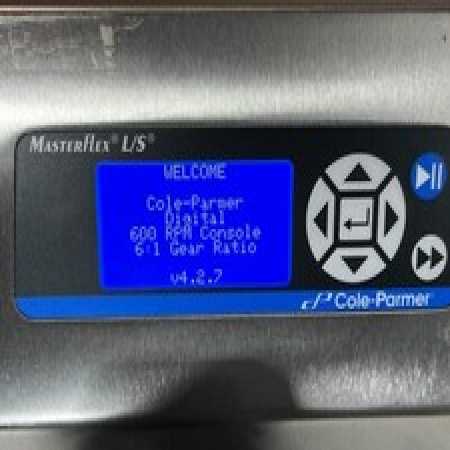 MASTERFLEX® L/S®
WELCOME
Cole-Parmer
Digital
600 RPM Console
6:1 Gear Ratio
v4.2.7
Cole-Parmer